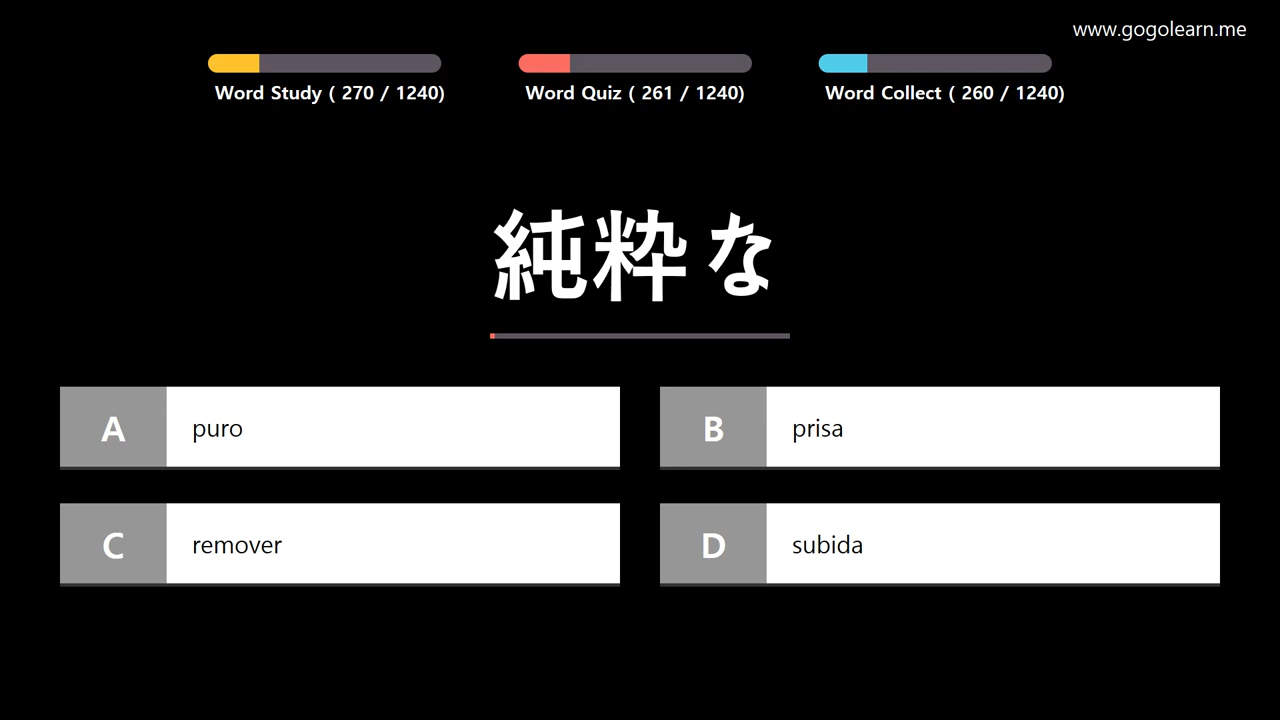 www.gogolearn.me
Word Study ( 270 / 1240)
Word Quiz ( 261 / 1240)
Word Collect ( 260 / 1240)
純粋な
A puro
B prisa
C remover
D subida